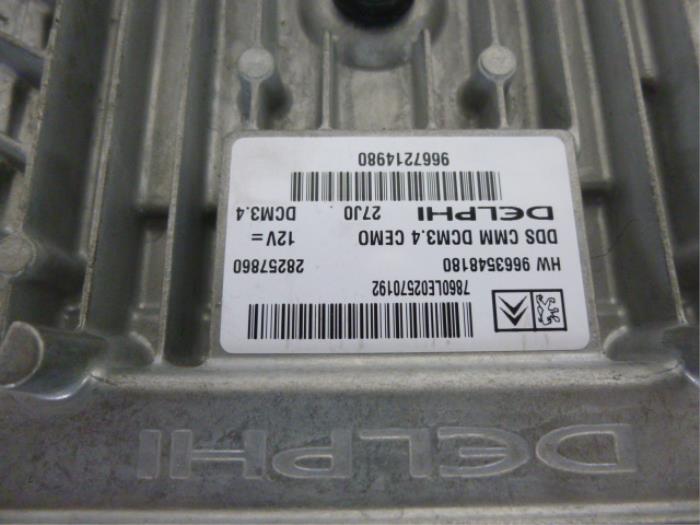 DELPHI
7860LE02570192
HW 9663548180 28257860
DDS CMM DCM3.4 CEMO 12V =
DELPHI 27J0 DCM3.4
9667214980